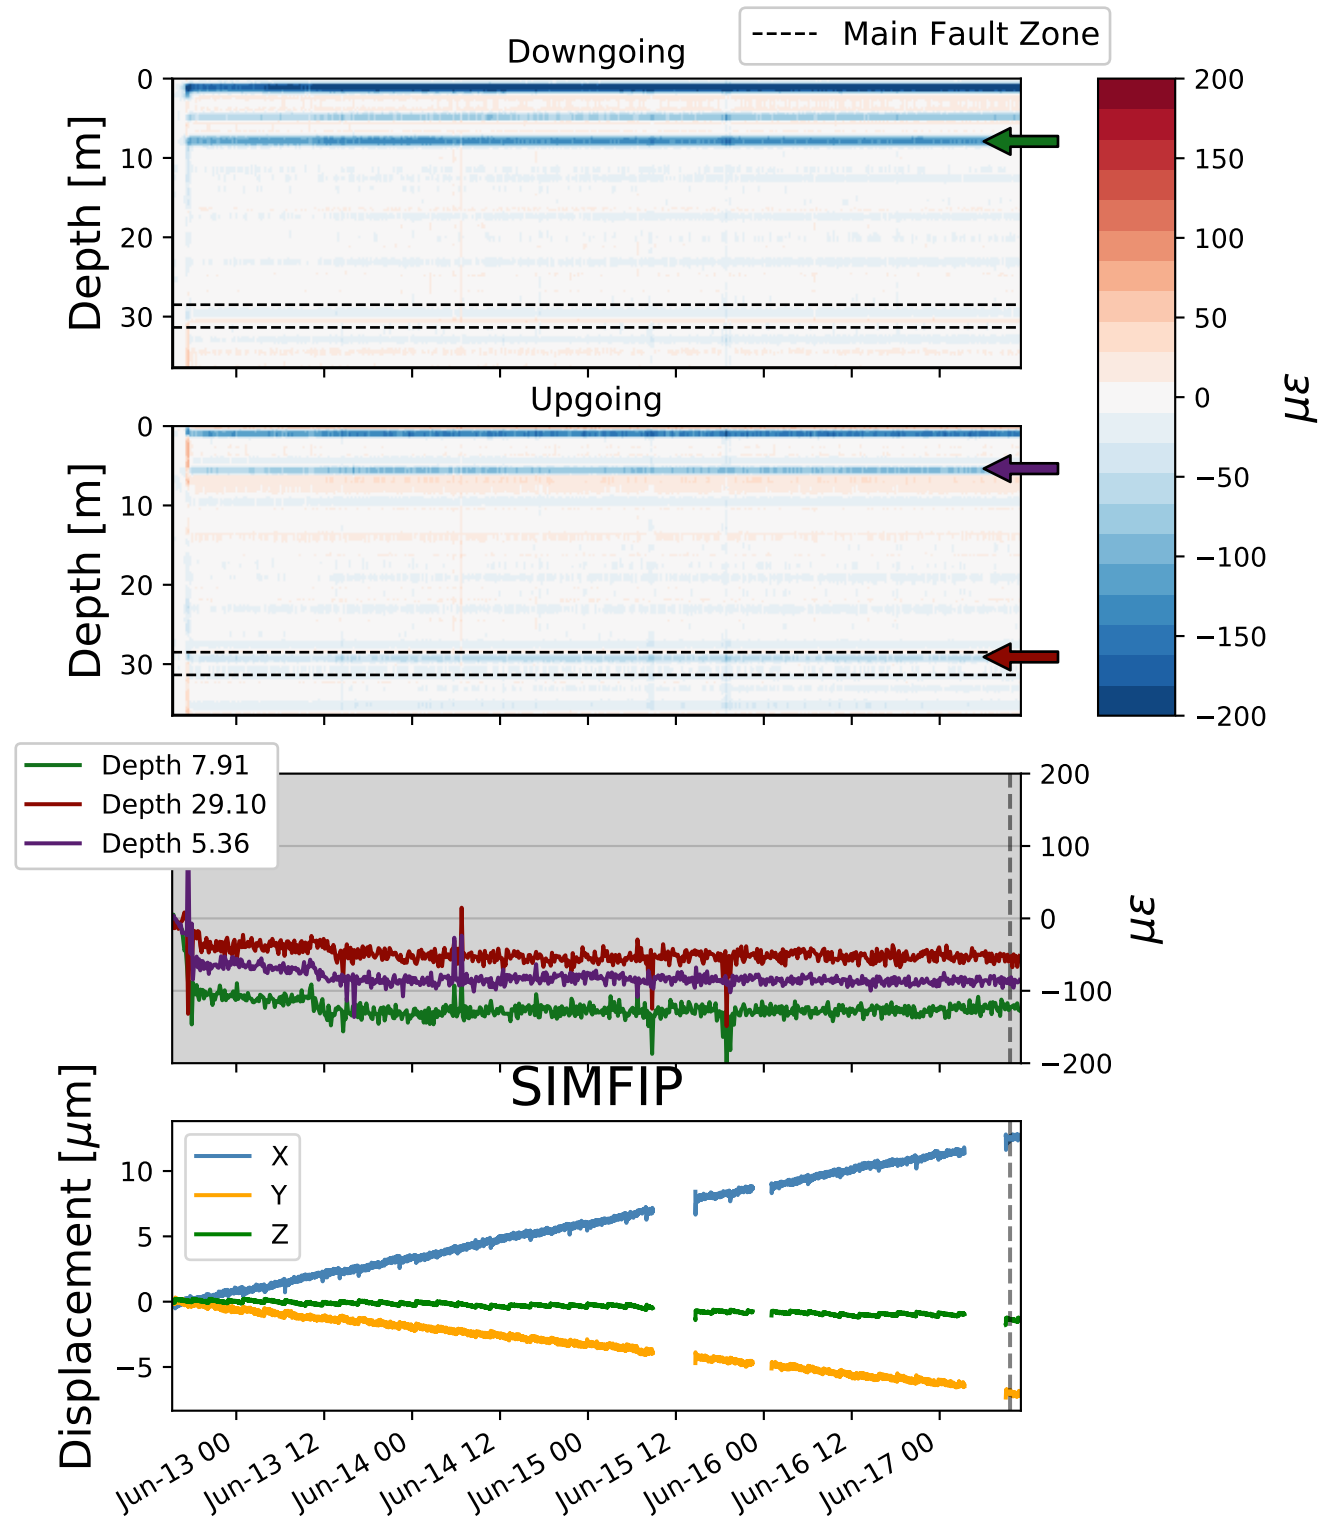 Main Fault Zone
Downgoing
0
10
20
30
Depth [m]
Upgoing
0
10
20
30
Depth [m]
200
150
100
50
0
−50
−100
−150
−200
με
Depth 7.91
Depth 29.10
Depth 5.36
200
100
0
−100
−200
με
SIMFIP
X
Y
Z
10
5
0
−5
Displacement [μm]
Jun-13 00
Jun-13 12
Jun-14 00
Jun-14 12
Jun-15 00
Jun-15 12
Jun-16 00
Jun-16 12
Jun-17 00